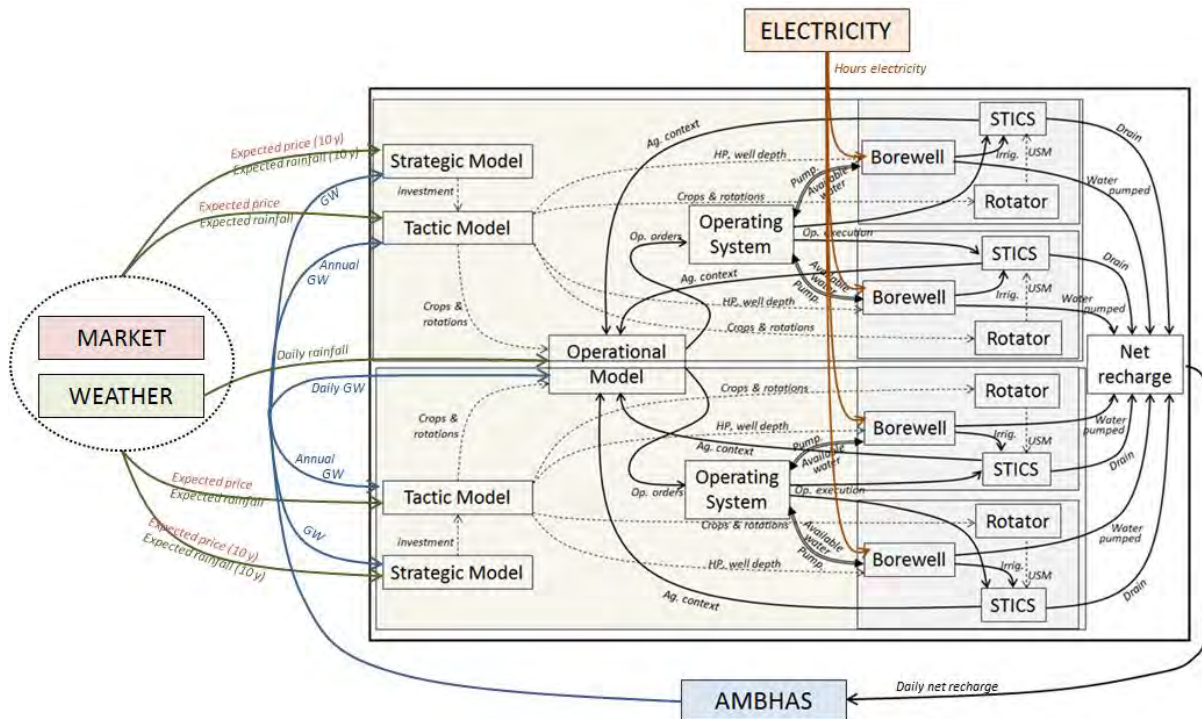 ELECTRICITY
Hours electricity
Expected price (10 y)
Expected rainfall (10 y)
GW
Strategic Model
Investment
Expected price
Expected rainfall
Tactic Model
Annual
GW
Crops &
rotations
Ag. context
HP, well depth
Crops & rotations
Op. orders
Operating
System
Pump.
Available
water
Op. execution
Borewell
Irrig.
STICS
USM
Rotator
Drain
Water
pumped
Ag. context
HP, well depth
Crops & rotations
Available
water
Pump.
Borewell
Irrig.
STICS
USM
Rotator
Drain
Water
pumped
MARKET
WEATHER
Daily rainfall
Daily GW
Operational
Model
Net
recharge
Crops &
rotations
Annual
GW
Expected price
Expected rainfall
Tactic Model
Investment
GW
Expected price (10 y)
Expected rainfall (10 y)
Strategic Model
Crops & rotations
HP, well depth
Ag. context
Op. orders
Operating
System
Pump.
Available
water
Op. execution
Rotator
Borewell
Irrig.
USM
STICS
Water
pumped
Drain
Crops & rotations
HP, well depth
Ag. context
Available
water
Pump.
Rotator
Borewell
Irrig.
USM
STICS
Water
pumped
Drain
AMBHAS
Daily net recharge